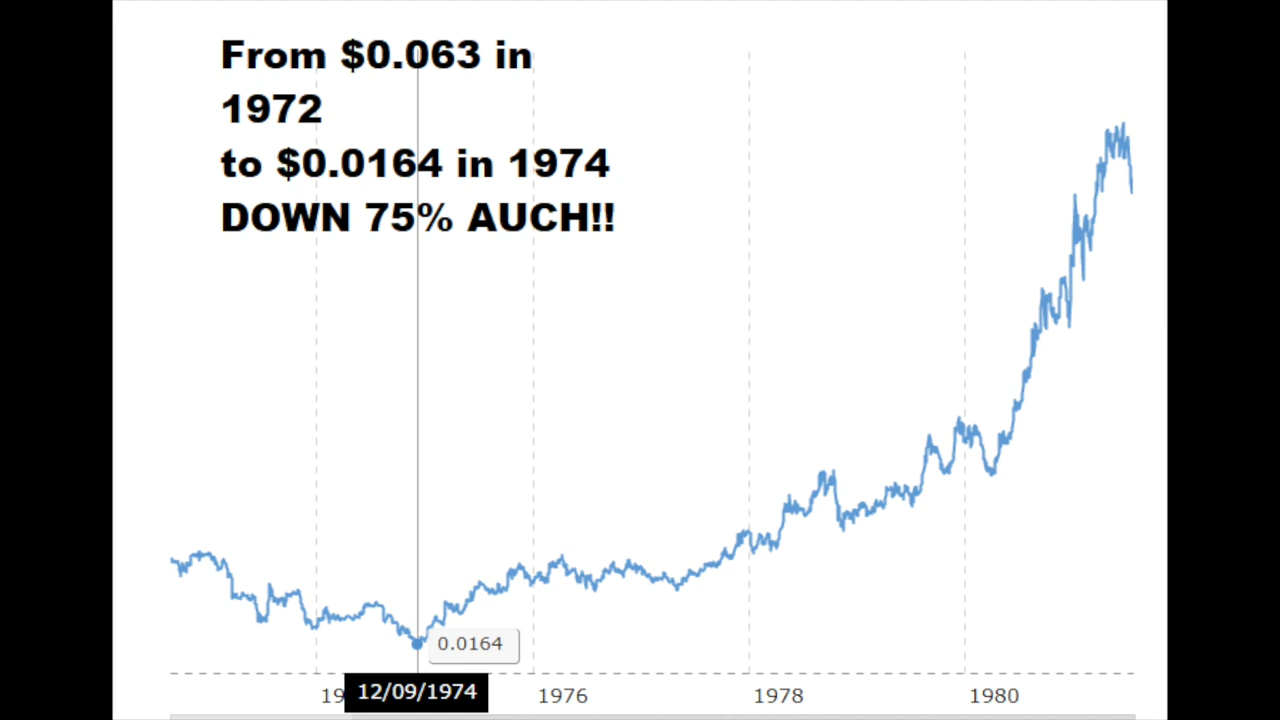 From $0.063 in
1972
to $0.0164 in 1974
DOWN 75% AUCH!!
0.0164
19
12/09/1974
1976
1978
1980